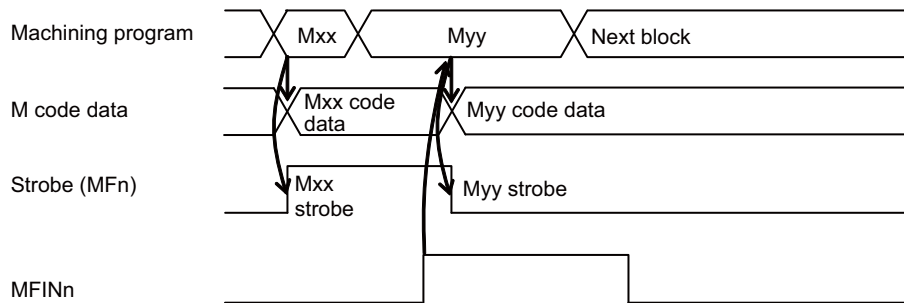 Machining program
Mxx
Myy
Next block
M code data
Mxx code
data
Myy code data
Strobe (MFn)
Mxx
strobe
Myy strobe
MFINn